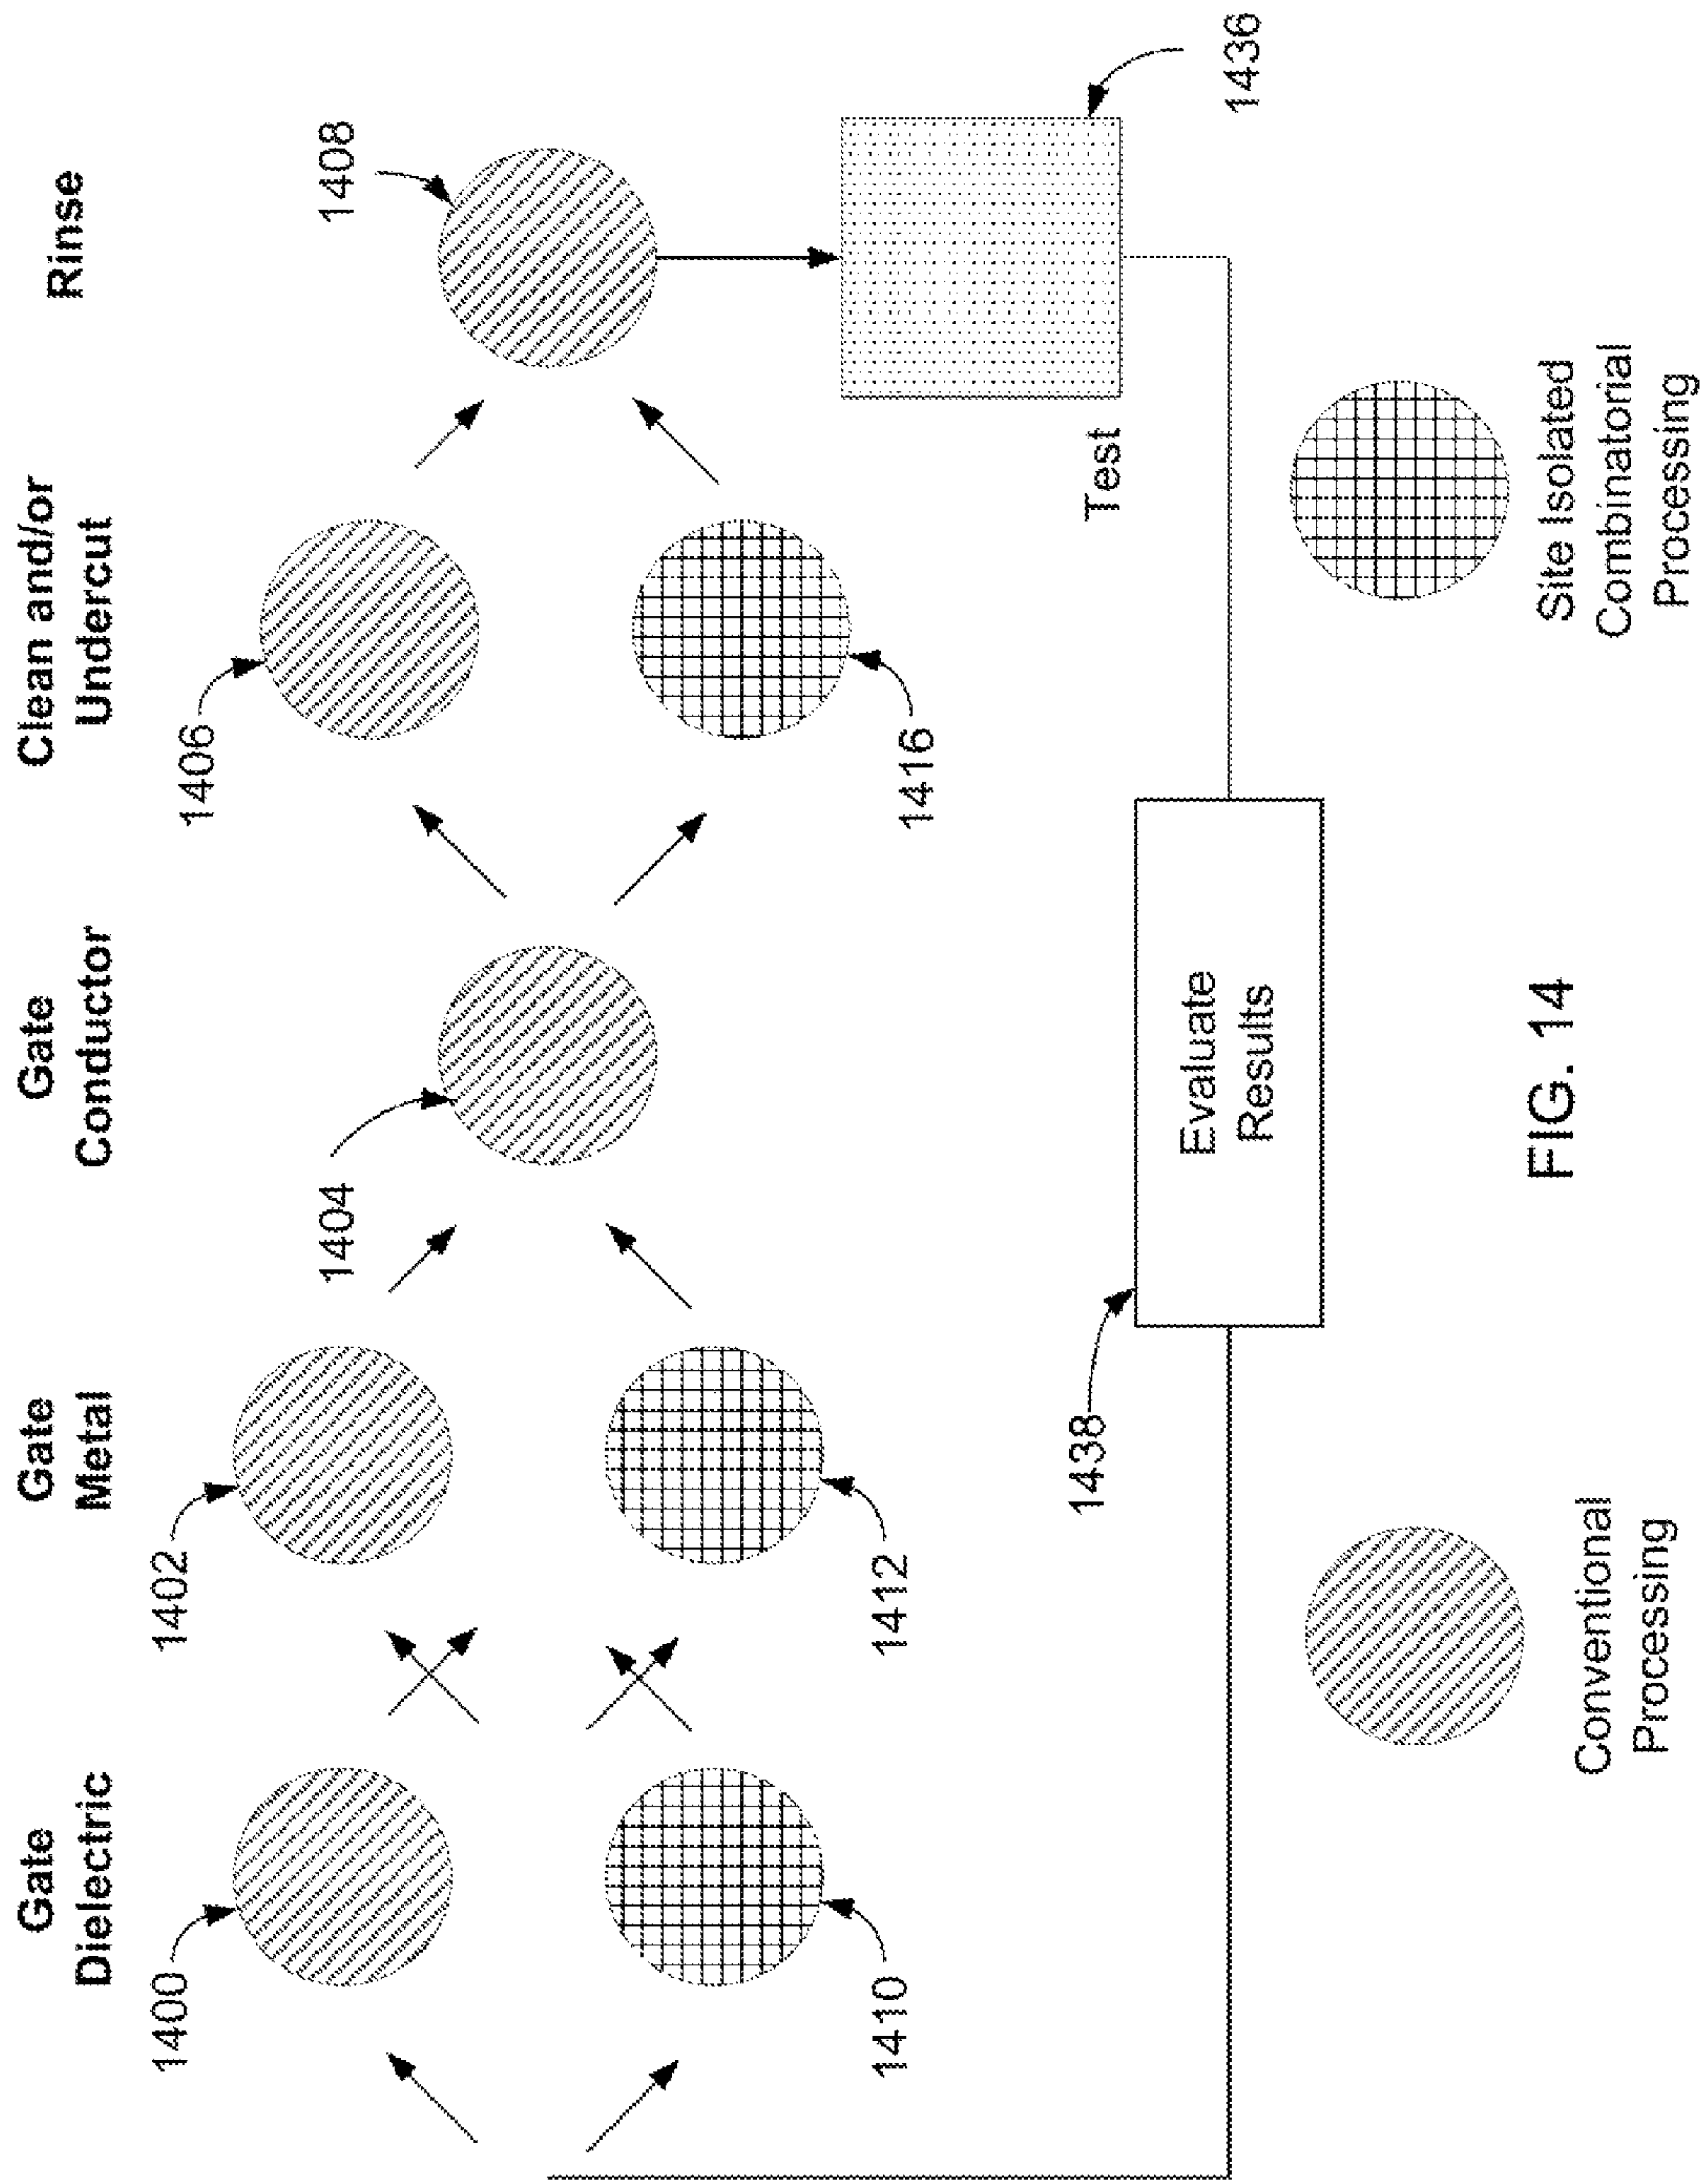 Gate
Dielectric
Gate
Metal
Gate
Conductor
Clean and/or
Undercut
Rinse
1400
1402
1404
1406
1408
1410
1412
1416
Test
1436
1438
Evaluate
Results
Conventional
Processing
Site Isolated
Combinatorial
Processing
FIG. 14